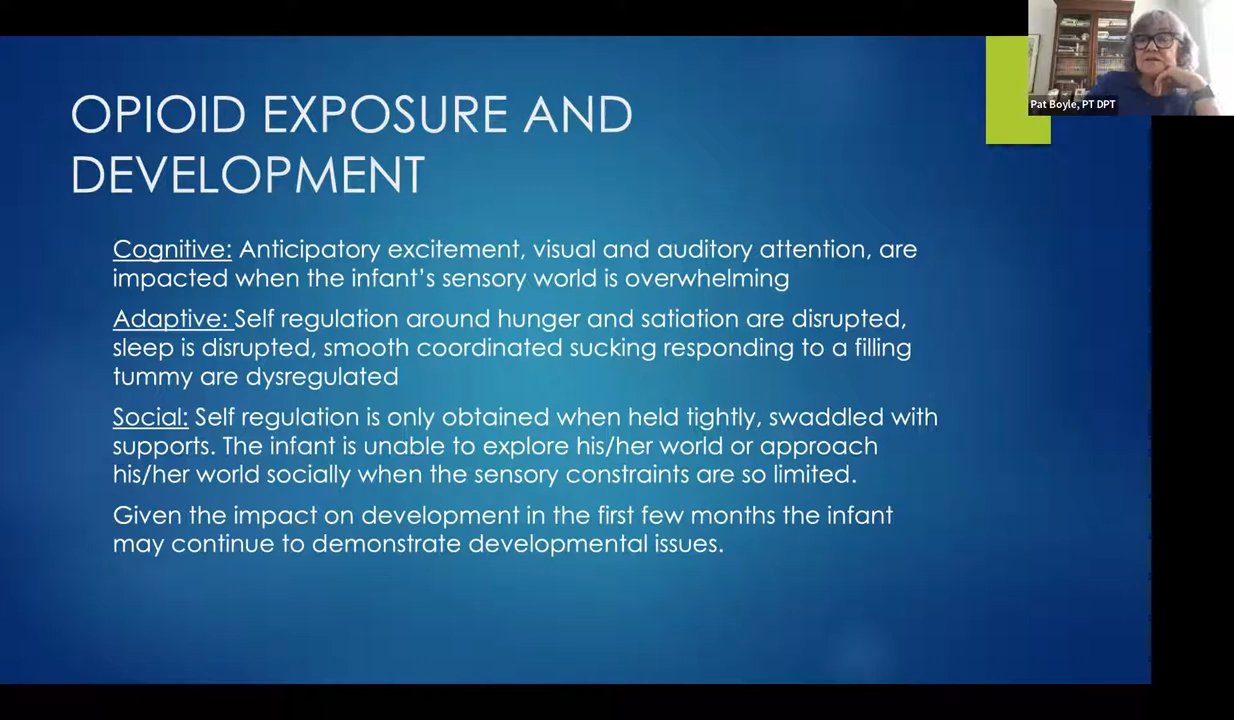 Pat Boyle, PT DPT
OPIOID EXPOSURE AND
DEVELOPMENT
Cognitive: Anticipatory excitement, visual and auditory attention, are
impacted when the infant's sensory world is overwhelming
Adaptive: Self regulation around hunger and satiation are disrupted,
sleep is disrupted, smooth coordinated sucking responding to a filling
tummy are dysregulated
Social: Self regulation is only obtained when held tightly, swaddled with
supports. The infant is unable to explore his/her world or approach
his/her world socially when the sensory constraints are so limited.
Given the impact on development in the first few months the infant
may continue to demonstrate developmental issues.